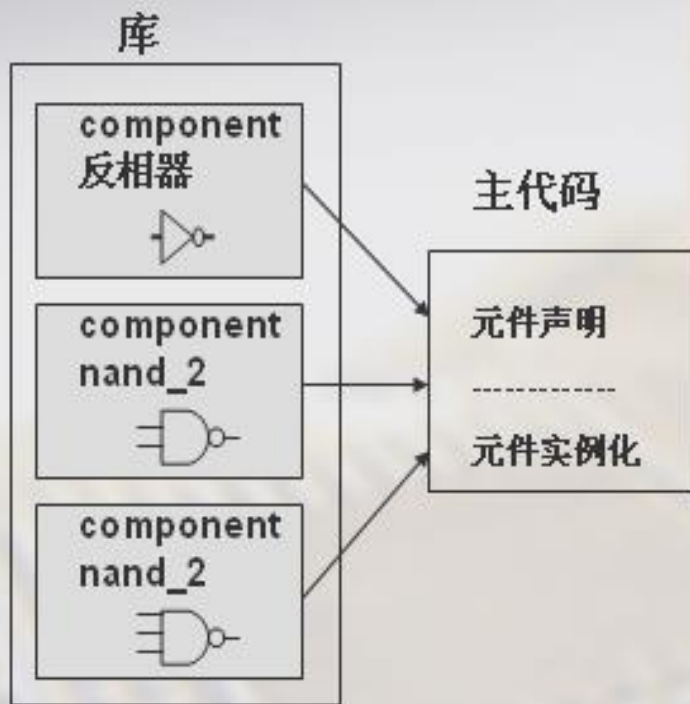 库
component
反相器
component
nand_2
component
nand_2
主代码
元件声明
-------------
元件实例化